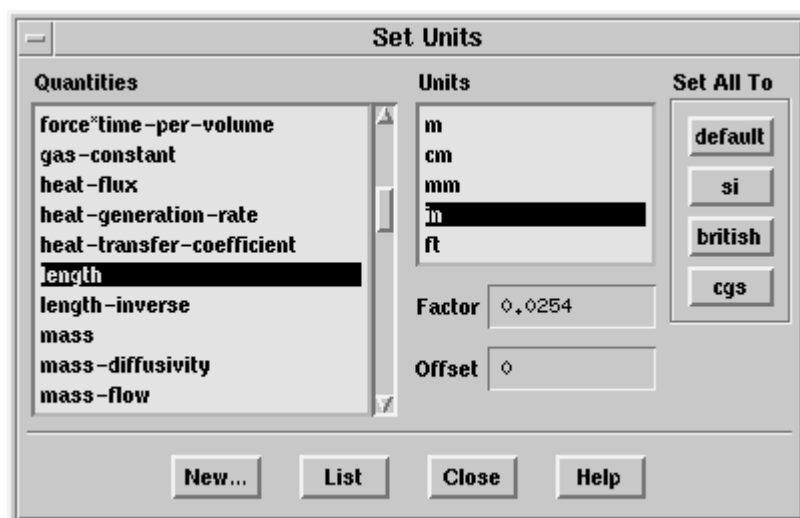 Set Units
Quantities
force*time-per-volume
gas-constant
heat-flux
heat-generation-rate
heat-transfer-coefficient
length
length-inverse
mass
mass-diffusivity
mass-flow
Units
m
cm
mm
in
ft
Factor 0.0254
Offset 0
Set All To
default
si
british
cgs
New... List Close Help